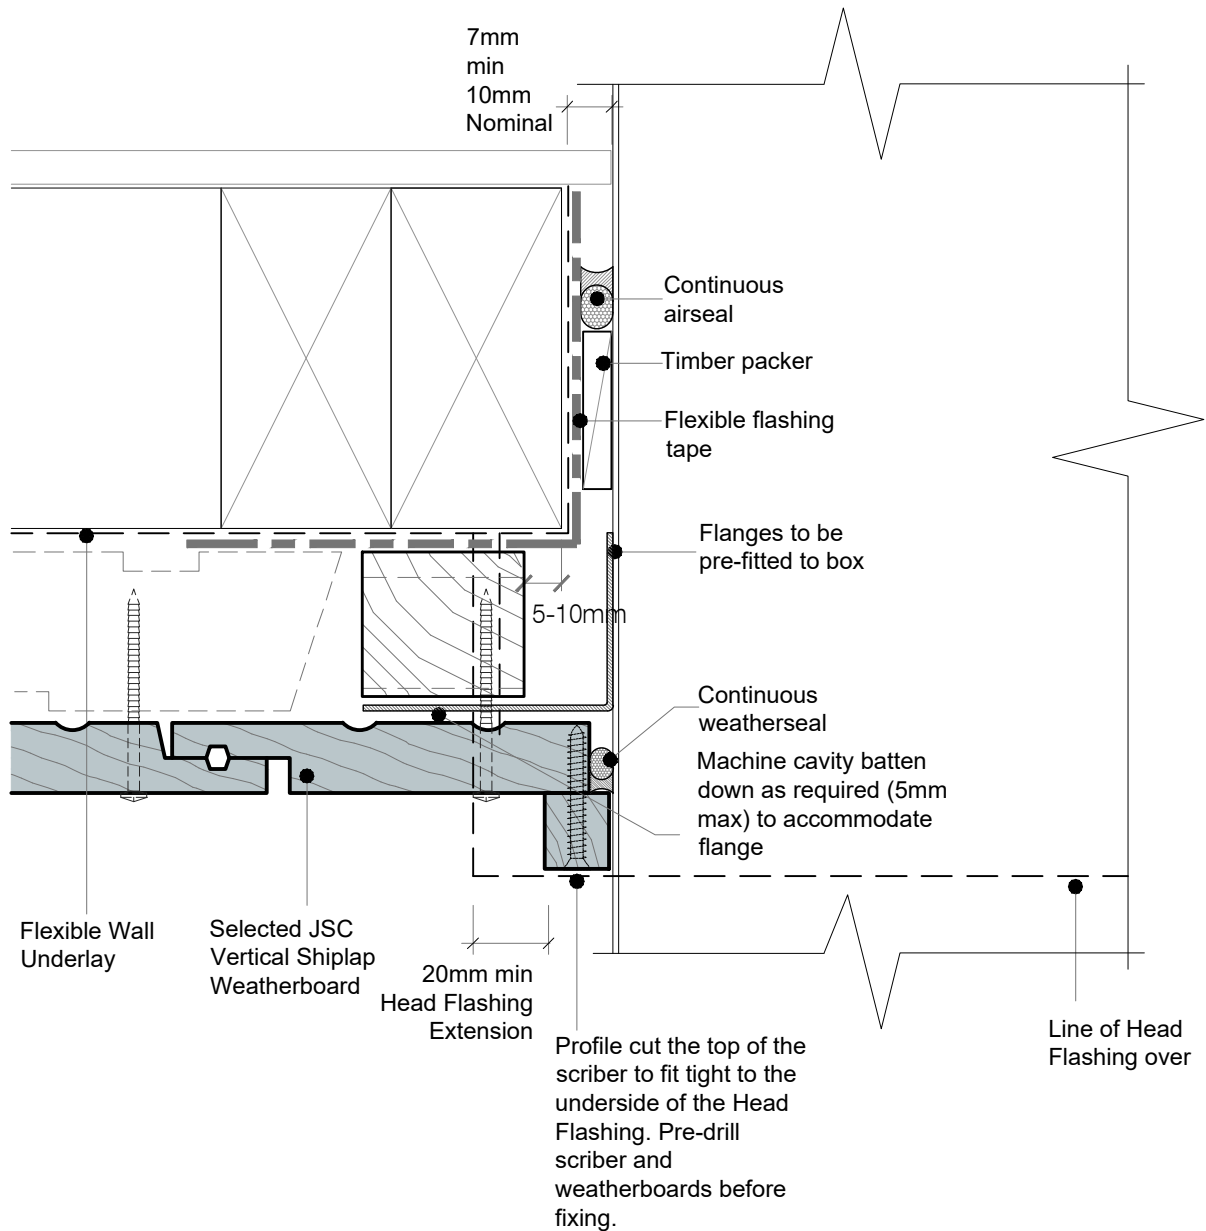 7mm
min
10mm
Nominal
Continuous
airseal
Timber packer
Flexible flashing
tape
Flanges to be
pre-fitted to box
5-10mm
Continuous
weatherseal
Machine cavity batten
down as required (5mm
max) to accommodate
flange
Flexible Wall
Underlay
Selected JSC
Vertical Shiplap
Weatherboard
20mm min
Head Flashing
Extension
Profile cut the top of the
scriber to fit tight to the
underside of the Head
Flashing. Pre-drill
scriber and
weatherboards before
fixing.
Line of Head
Flashing over